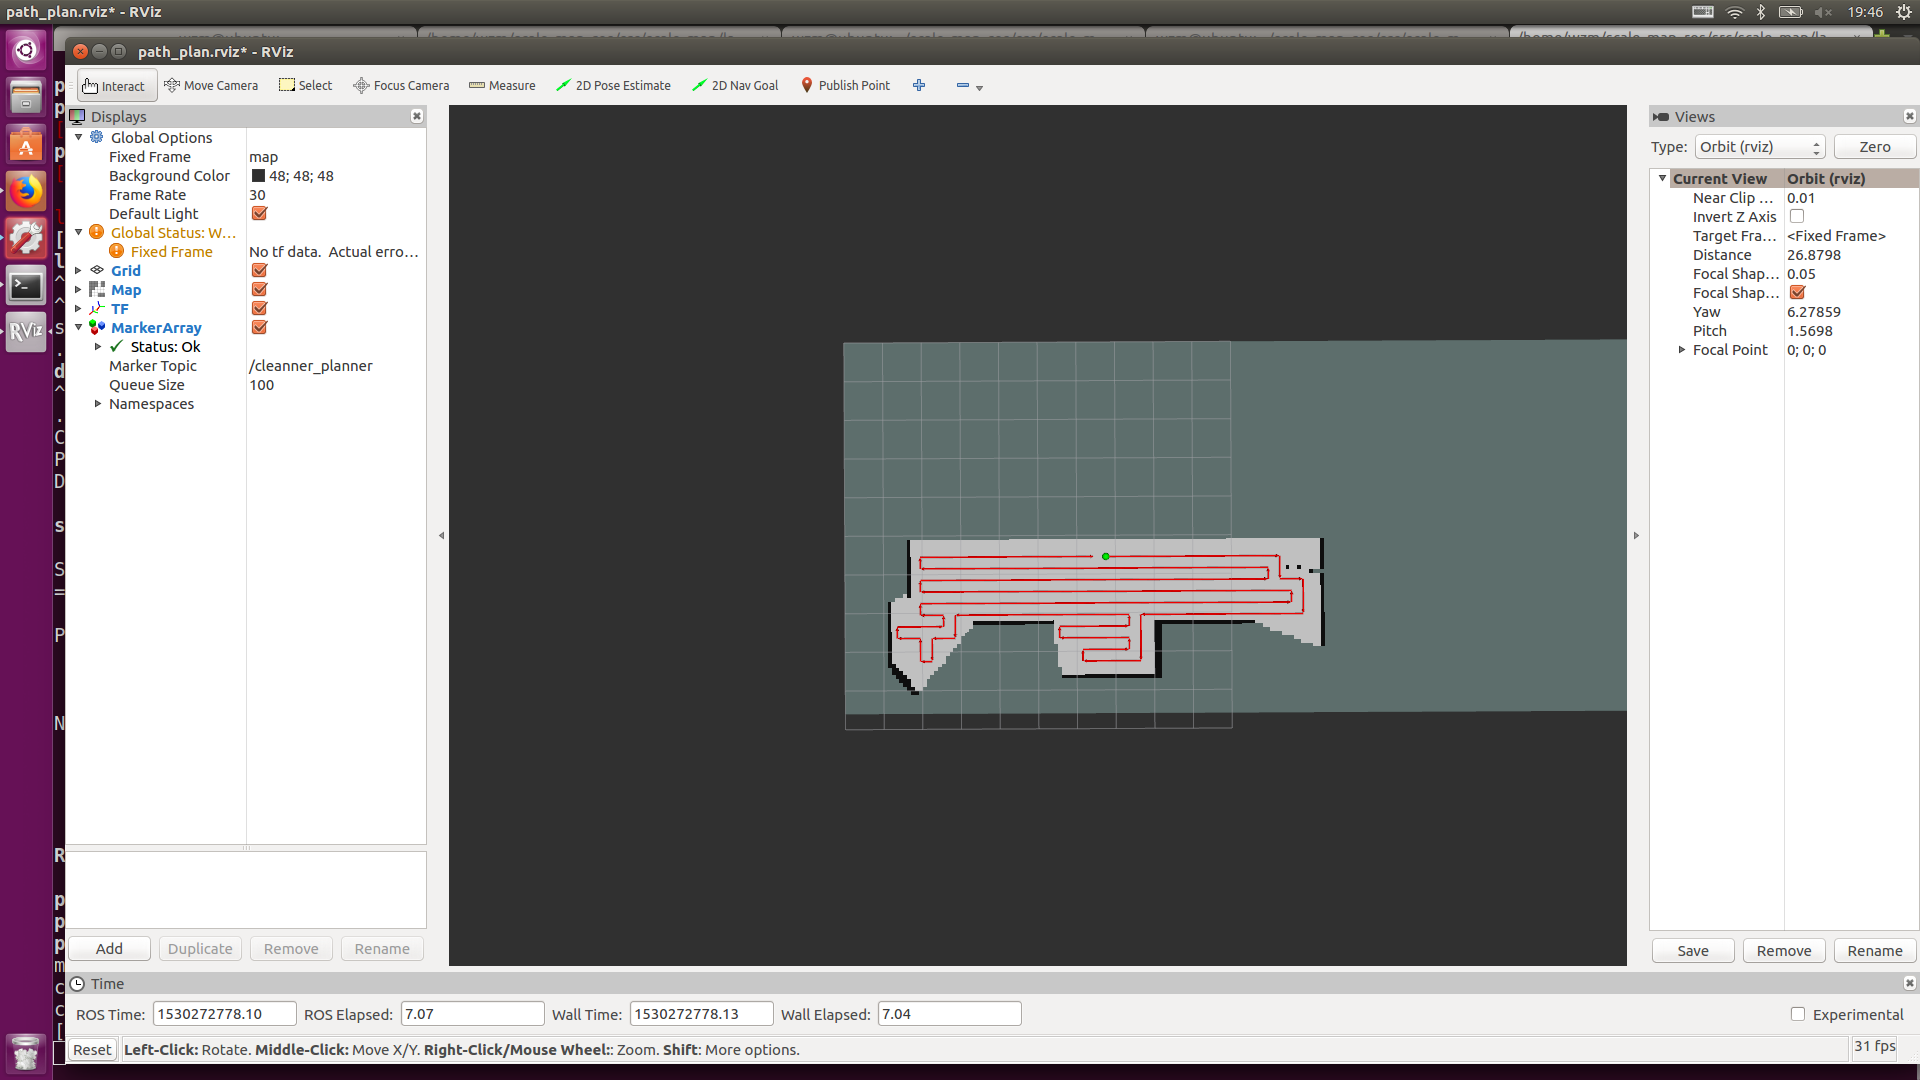 path_plan.rviz* - RViz
19:46
path_plan.rviz* - RViz
Interact Move Camera Select Focus Camera Measure 2D Pose Estimate 2D Nav Goal Publish Point
Displays
Global Options
Fixed Frame map
Background Color 48; 48; 48
Frame Rate 30
Default Light
Global Status: W...
Fixed Frame No tf data. Actual erro...
Grid
Map
TF
MarkerArray
Status: Ok
Marker Topic /cleanner_planner
Queue Size 100
Namespaces
Add Duplicate Remove Rename
Views
Type: Orbit (rviz) Zero
Current View Orbit (rviz)
Near Clip ... 0.01
Invert Z Axis
Target Fra... <Fixed Frame>
Distance 26.8798
Focal Shap... 0.05
Focal Shap...
Yaw 6.27859
Pitch 1.5698
Focal Point 0; 0; 0
Save Remove Rename
Time
ROS Time: 1530272778.10 ROS Elapsed: 7.07 Wall Time: 1530272778.13 Wall Elapsed: 7.04 Experimental
Reset Left-Click: Rotate. Middle-Click: Move X/Y. Right-Click/Mouse Wheel:: Zoom. Shift: More options. 31 fps
RViz